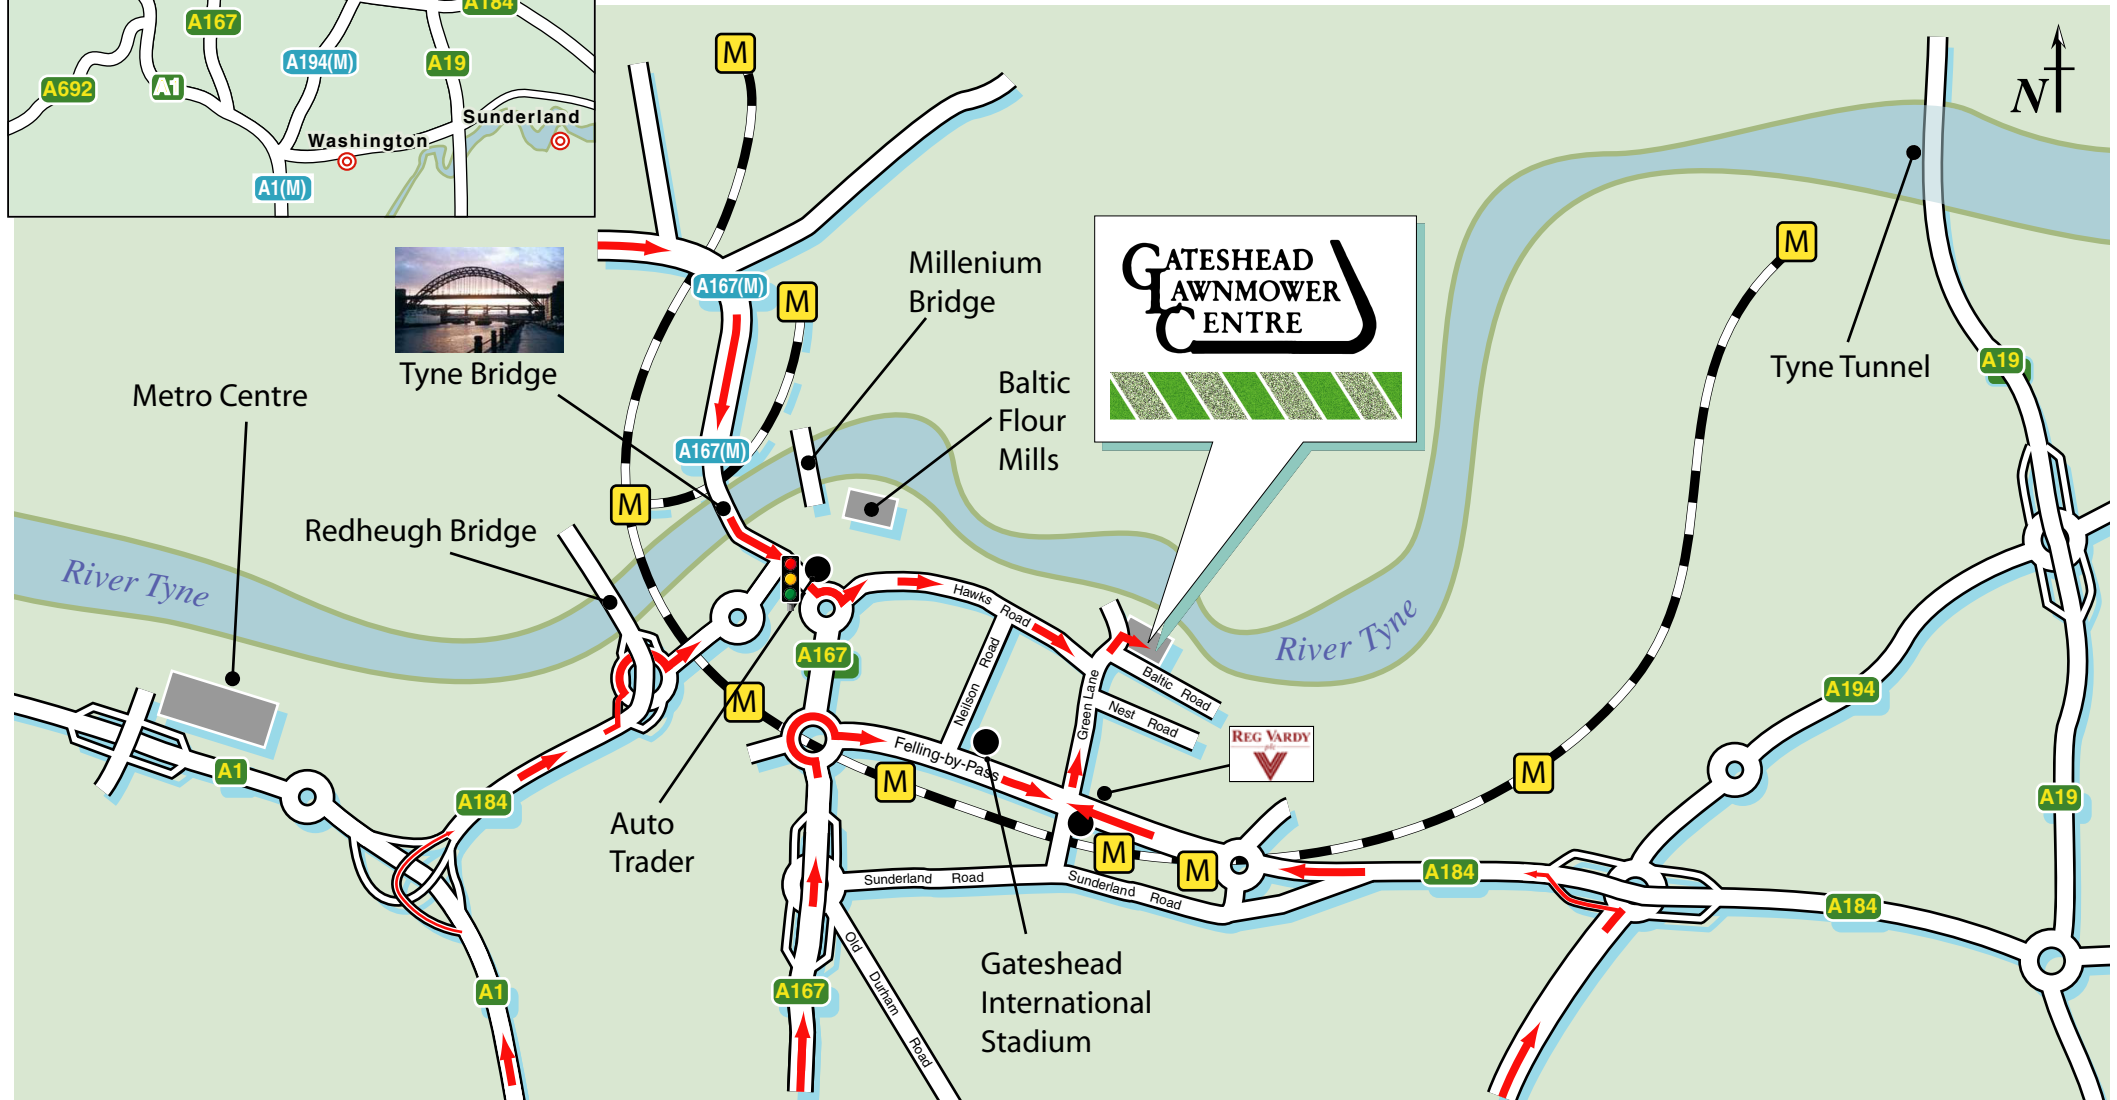 A184
A167
A194(M)
A19
A692
A1
Sunderland
Washington
A1(M)
M
N
A167(M)
M
M
Millenium
Bridge
GATESHEAD
LAWNMOWER
CENTRE
Tyne Bridge
Metro Centre
Baltic
Flour
Mills
Tyne Tunnel
A19
A167(M)
M
Redheugh Bridge
River Tyne
Hawks Road
River Tyne
A167
Neilson Road
Green Lane
Baltic Road
Nest Road
A194
M
Felling-by-Pass
REG VARDY
plc
A1
A184
M
M
A19
Auto
Trader
M
M
A184
Sunderland Road
Sunderland Road
A184
Old Durham Road
Gateshead
International
Stadium
A1
A167